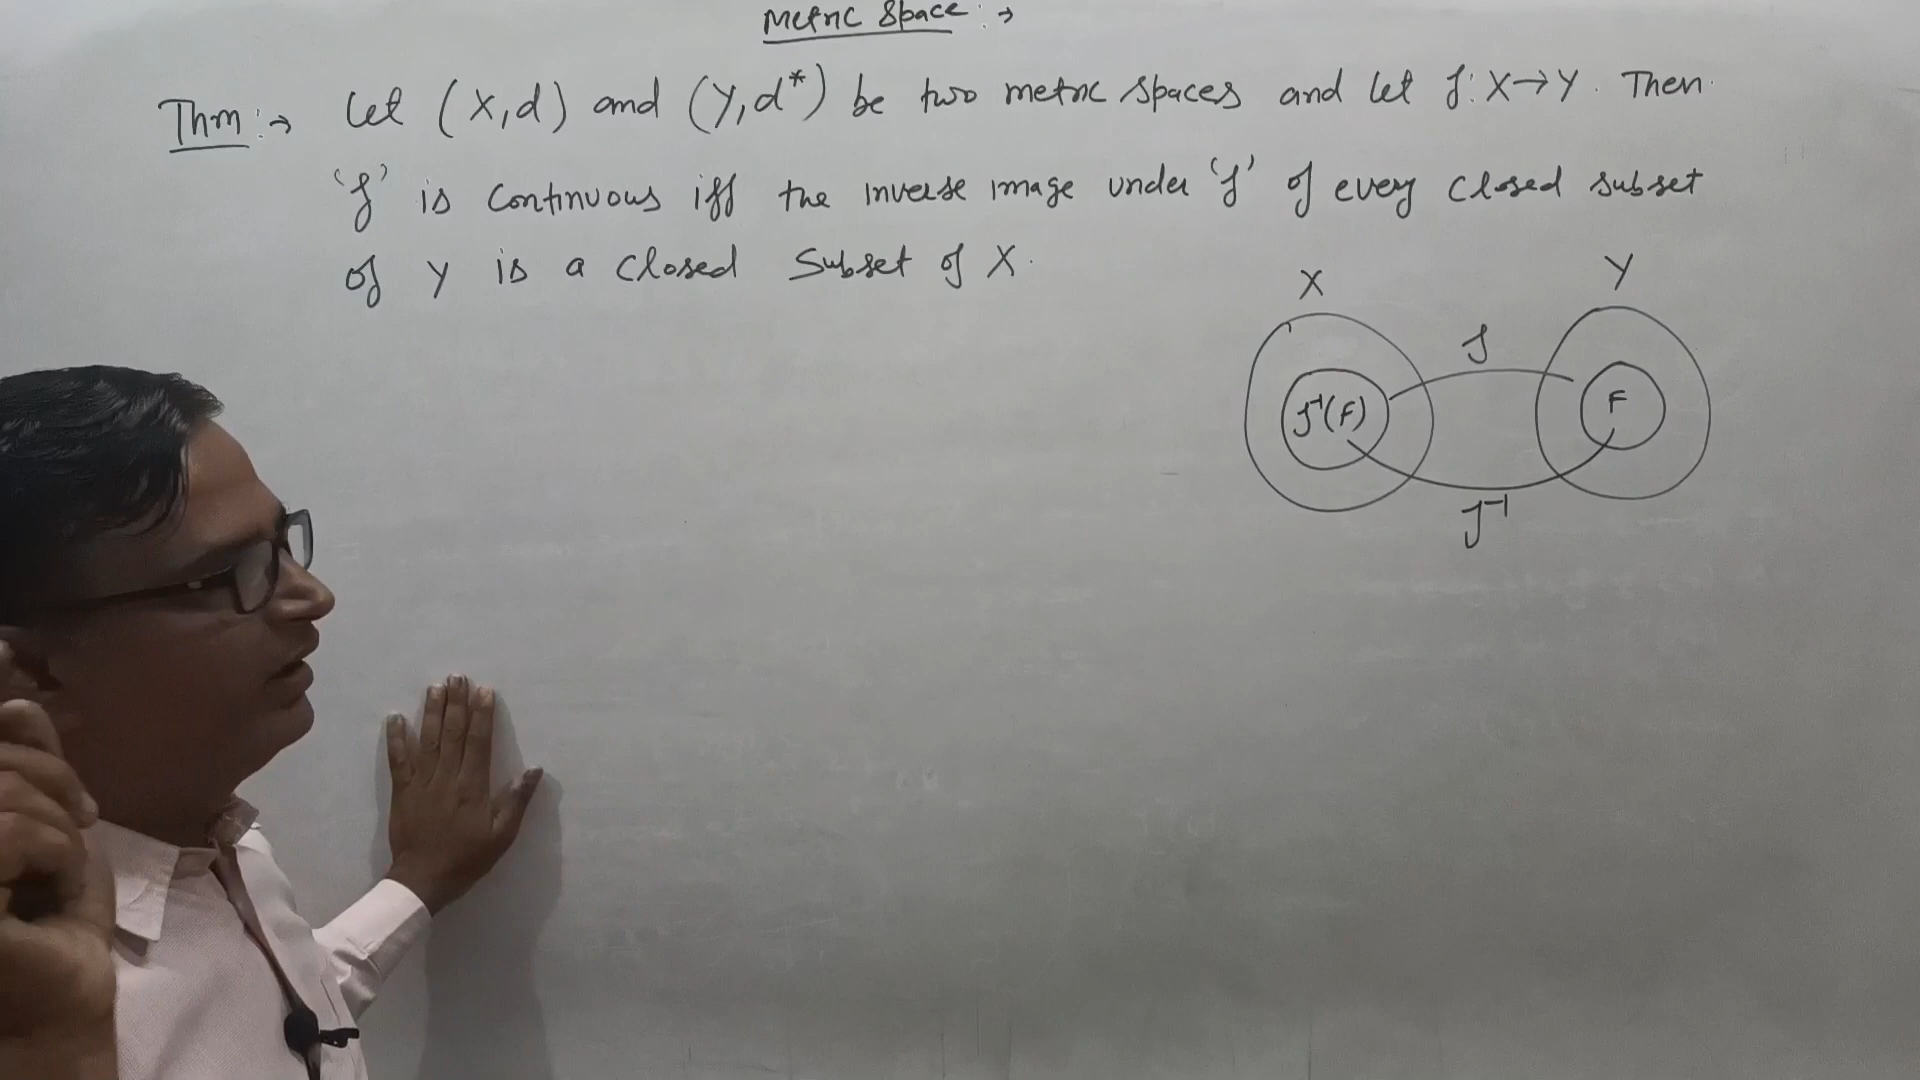 Metric Space :→
Thm :→ Let (X,d) and (Y,d*) be two metric spaces and let f: X→Y. Then
'f' is continuous iff the inverse image under 'f' of every closed subset
of Y is a closed subset of X.
X Y
f
f⁻¹(F) F
f⁻¹